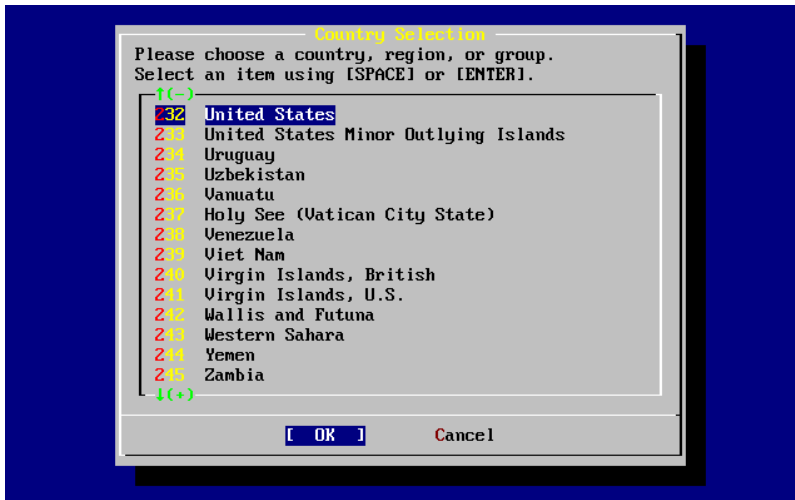 Country Selection
Please choose a country, region, or group.
Select an item using [SPACE] or [ENTER].
↑(-)
232 United States
233 United States Minor Outlying Islands
234 Uruguay
235 Uzbekistan
236 Vanuatu
237 Holy See (Vatican City State)
238 Venezuela
239 Viet Nam
240 Virgin Islands, British
241 Virgin Islands, U.S.
242 Wallis and Futuna
243 Western Sahara
244 Yemen
245 Zambia
↓(+)
[ OK ] Cancel